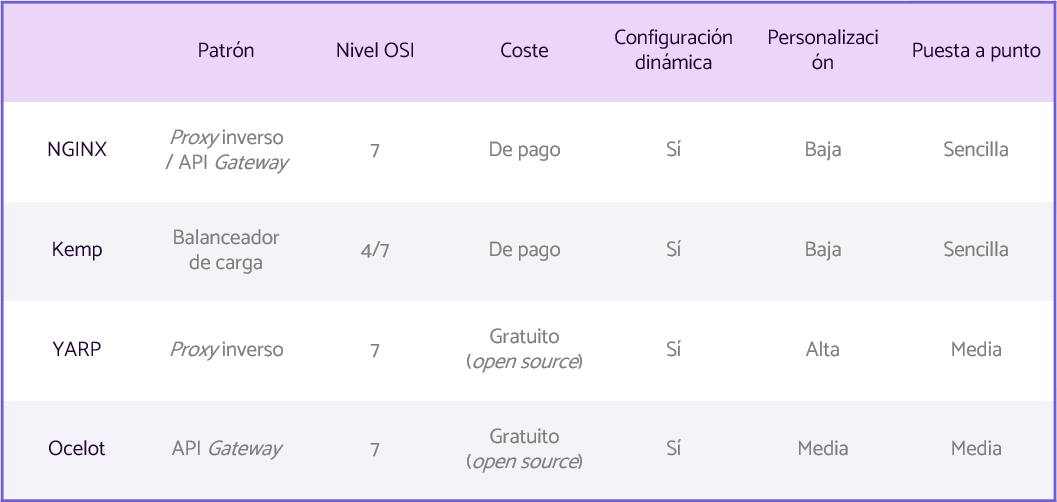 Patrón
Nivel OSI
Coste
Configuración
dinámica
Personalizaci
ón
Puesta a punto
NGINX
Proxy inverso
/ API Gateway
7
De pago
Sí
Baja
Sencilla
Kemp
Balanceador
de carga
4/7
De pago
Sí
Baja
Sencilla
YARP
Proxy inverso
7
Gratuito
(open source)
Sí
Alta
Media
Ocelot
API Gateway
7
Gratuito
(open source)
Sí
Media
Media